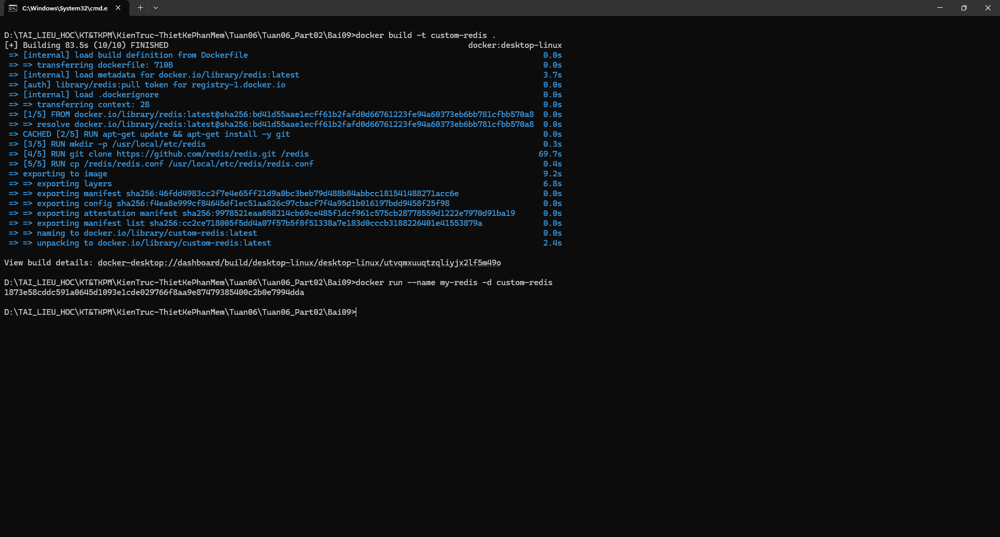 C:\Windows\System32\cmd.e
D:\TAI_LIEU_HOC\KT&TKPM\KienTruc-ThietKePhanMem\Tuan06\Tuan06_Part02\Bai09>docker build -t custom-redis .
[+] Building 83.5s (10/10) FINISHED docker:desktop-linux
=> [internal] load build definition from Dockerfile 0.0s
=> => transferring dockerfile: 710B 0.0s
=> [internal] load metadata for docker.io/library/redis:latest 3.7s
=> [auth] library/redis:pull token for registry-1.docker.io 0.0s
=> [internal] load .dockerignore 0.0s
=> => transferring context: 2B 0.0s
=> [1/5] FROM docker.io/library/redis:latest@sha256:bd41d55aae1ecff61b2fafd0d66761223fe94a60373eb6bb781cfbb570a8 0.0s
=> => resolve docker.io/library/redis:latest@sha256:bd41d55aae1ecff61b2fafd0d66761223fe94a60373eb6bb781cfbb570a8 0.0s
=> CACHED [2/5] RUN apt-get update && apt-get install -y git 0.0s
=> [3/5] RUN mkdir -p /usr/local/etc/redis 0.3s
=> [4/5] RUN git clone https://github.com/redis/redis.git /redis 69.7s
=> [5/5] RUN cp /redis/redis.conf /usr/local/etc/redis/redis.conf 0.4s
=> exporting to image 9.2s
=> => exporting layers 6.8s
=> => exporting manifest sha256:46fdd4983cc2f7e4e65ff21d9a0bc3beb79d488b84abbcc181541488271acc6e 0.0s
=> => exporting config sha256:f4ea8e999cf84645df1ec51aa826c97cbacf7f4a95d1b016197bdd9458f25f98 0.0s
=> => exporting attestation manifest sha256:9978521eaa058214cb69ce485f1dcf961c575cb28778559d1222e7970d91ba19 0.0s
=> => exporting manifest list sha256:cc2ce718005f5dd4a07f57b5f8f51338a7e183d0cccb3188226401e41553879a 0.0s
=> => naming to docker.io/library/custom-redis:latest 0.0s
=> => unpacking to docker.io/library/custom-redis:latest 2.4s
View build details: docker-desktop://dashboard/build/desktop-linux/desktop-linux/utvqmxuuqtzqliyjx2lf5m49o
D:\TAI_LIEU_HOC\KT&TKPM\KienTruc-ThietKePhanMem\Tuan06\Tuan06_Part02\Bai09>docker run --name my-redis -d custom-redis
1873e58cddc591a0645d1093e1cde029766f8aa9e87479385400c2b0e7994dda
D:\TAI_LIEU_HOC\KT&TKPM\KienTruc-ThietKePhanMem\Tuan06\Tuan06_Part02\Bai09>